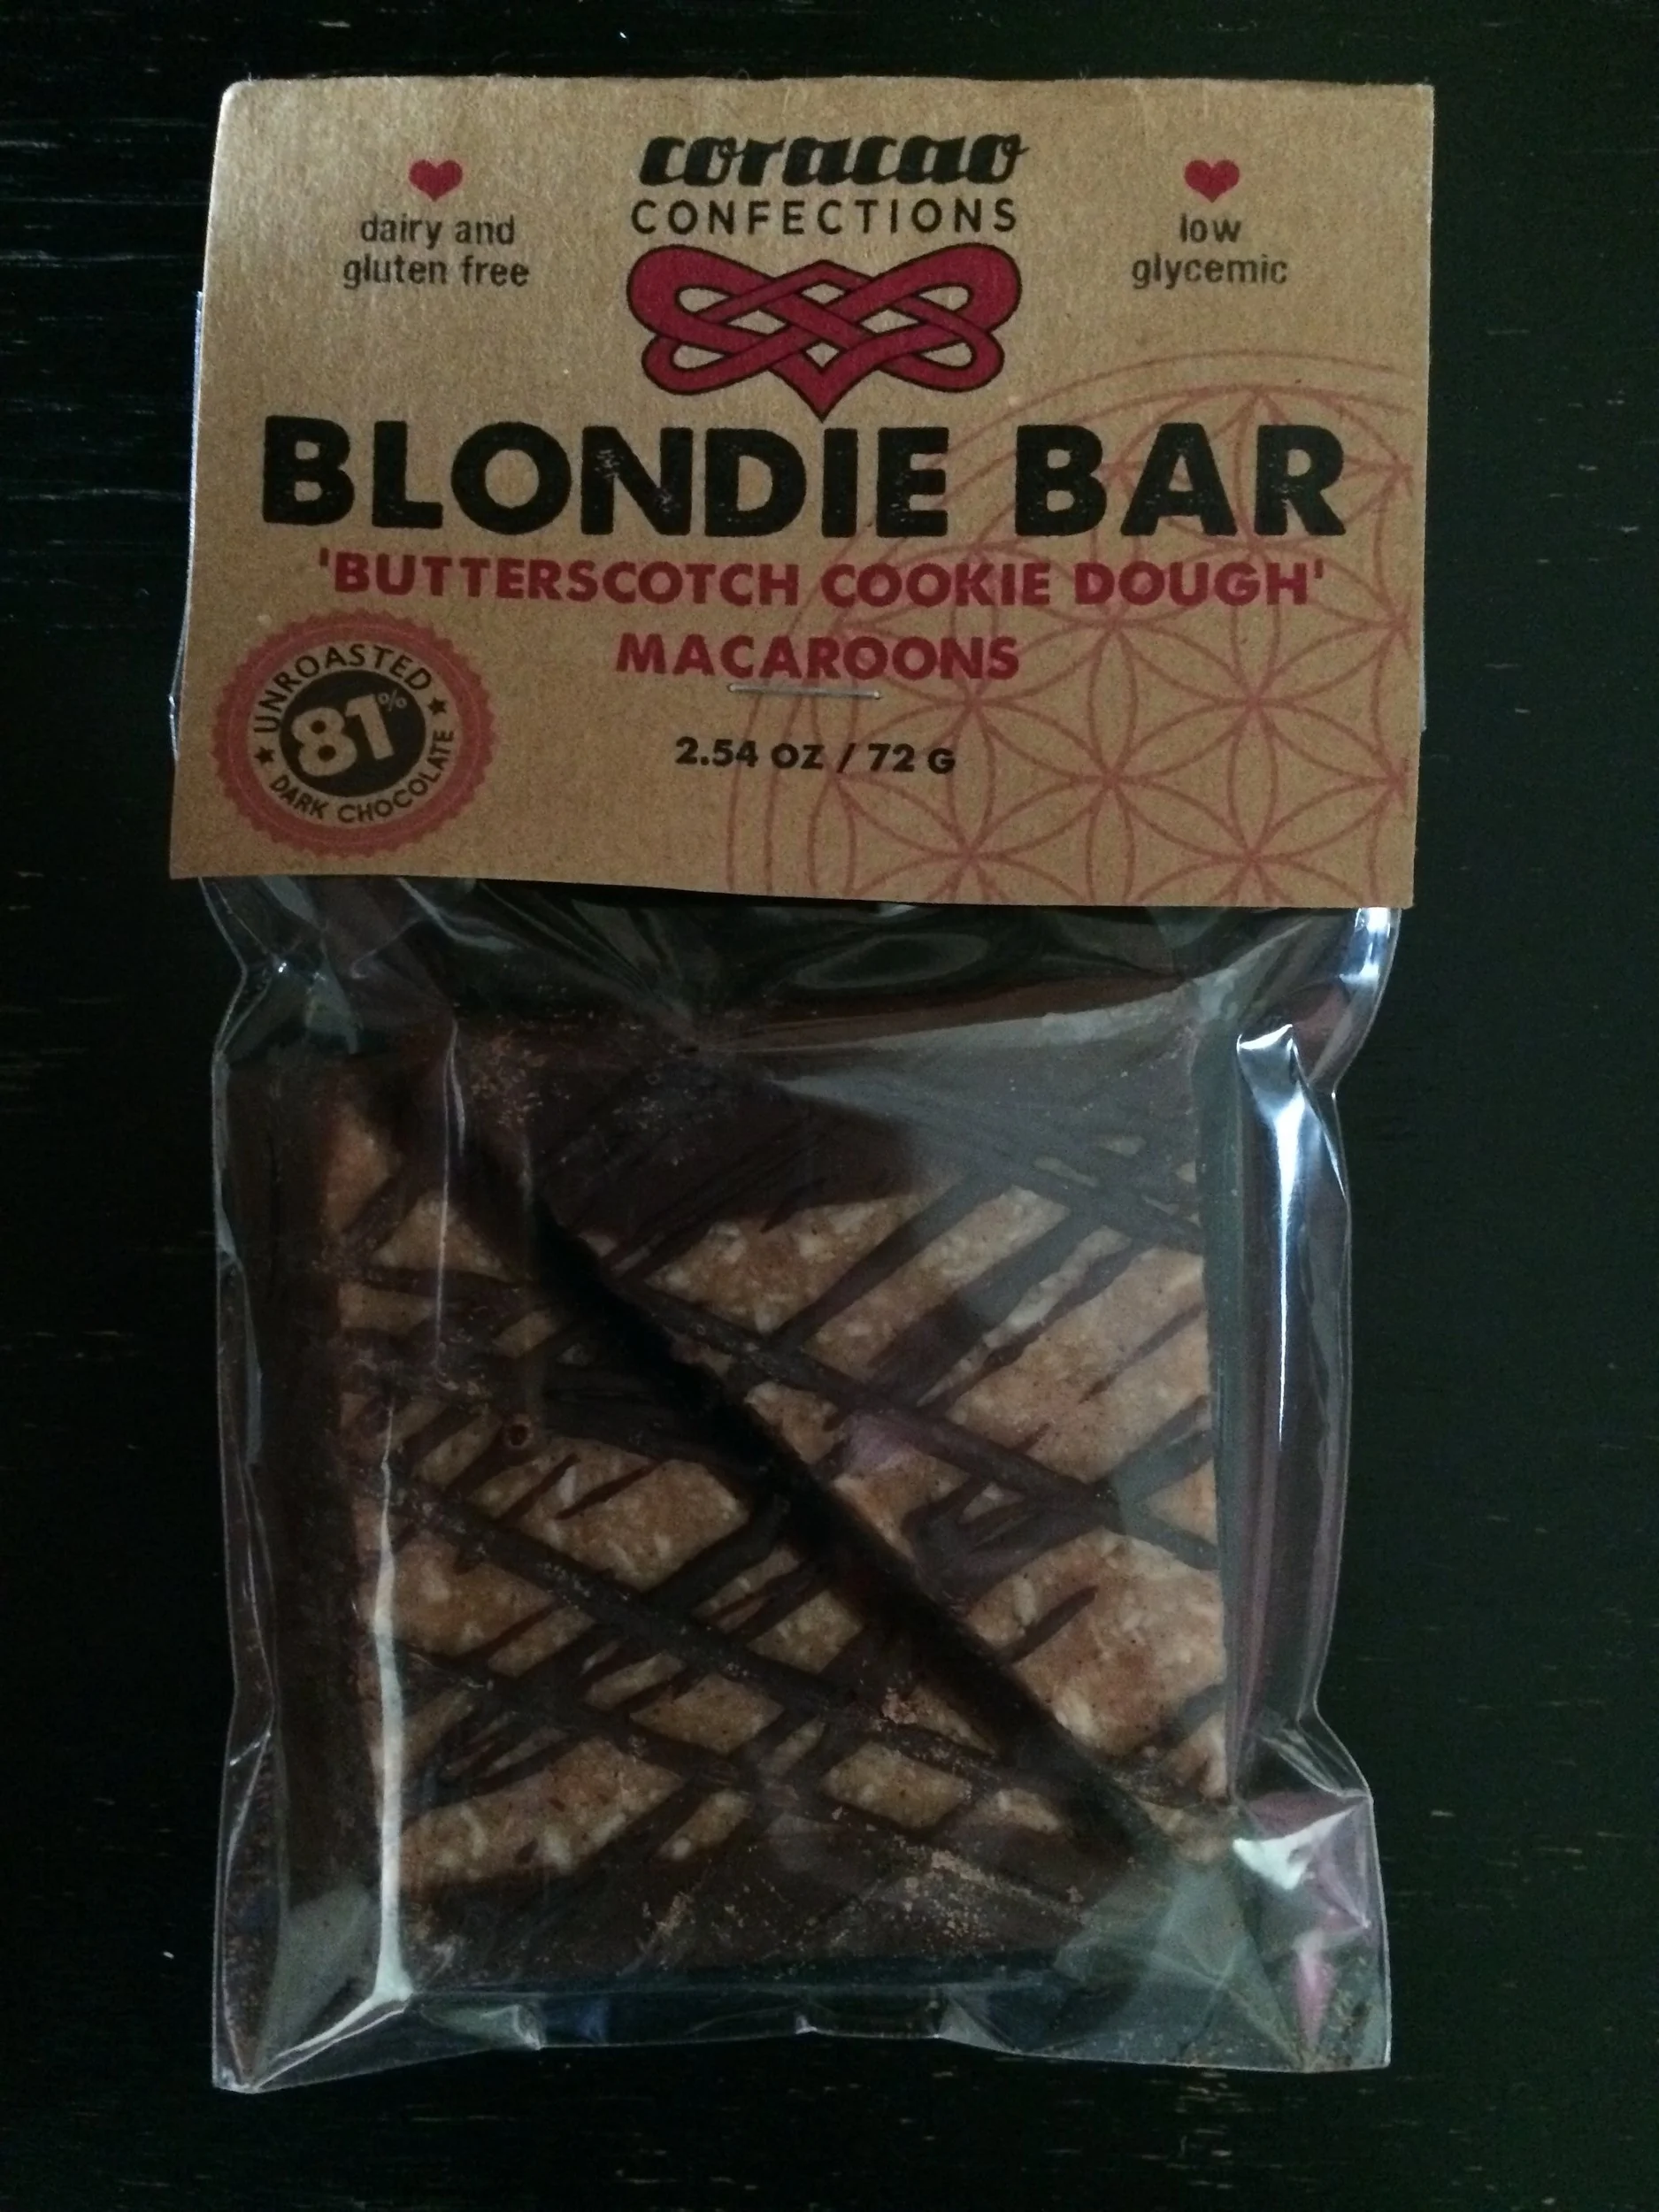 coracao
CONFECTIONS
dairy and
gluten free
low
glycemic
BLONDIE BAR
'BUTTERSCOTCH COOKIE DOUGH'
MACAROONS
UNROASTED
81%
DARK CHOCOLATE
2.54 OZ / 72 G